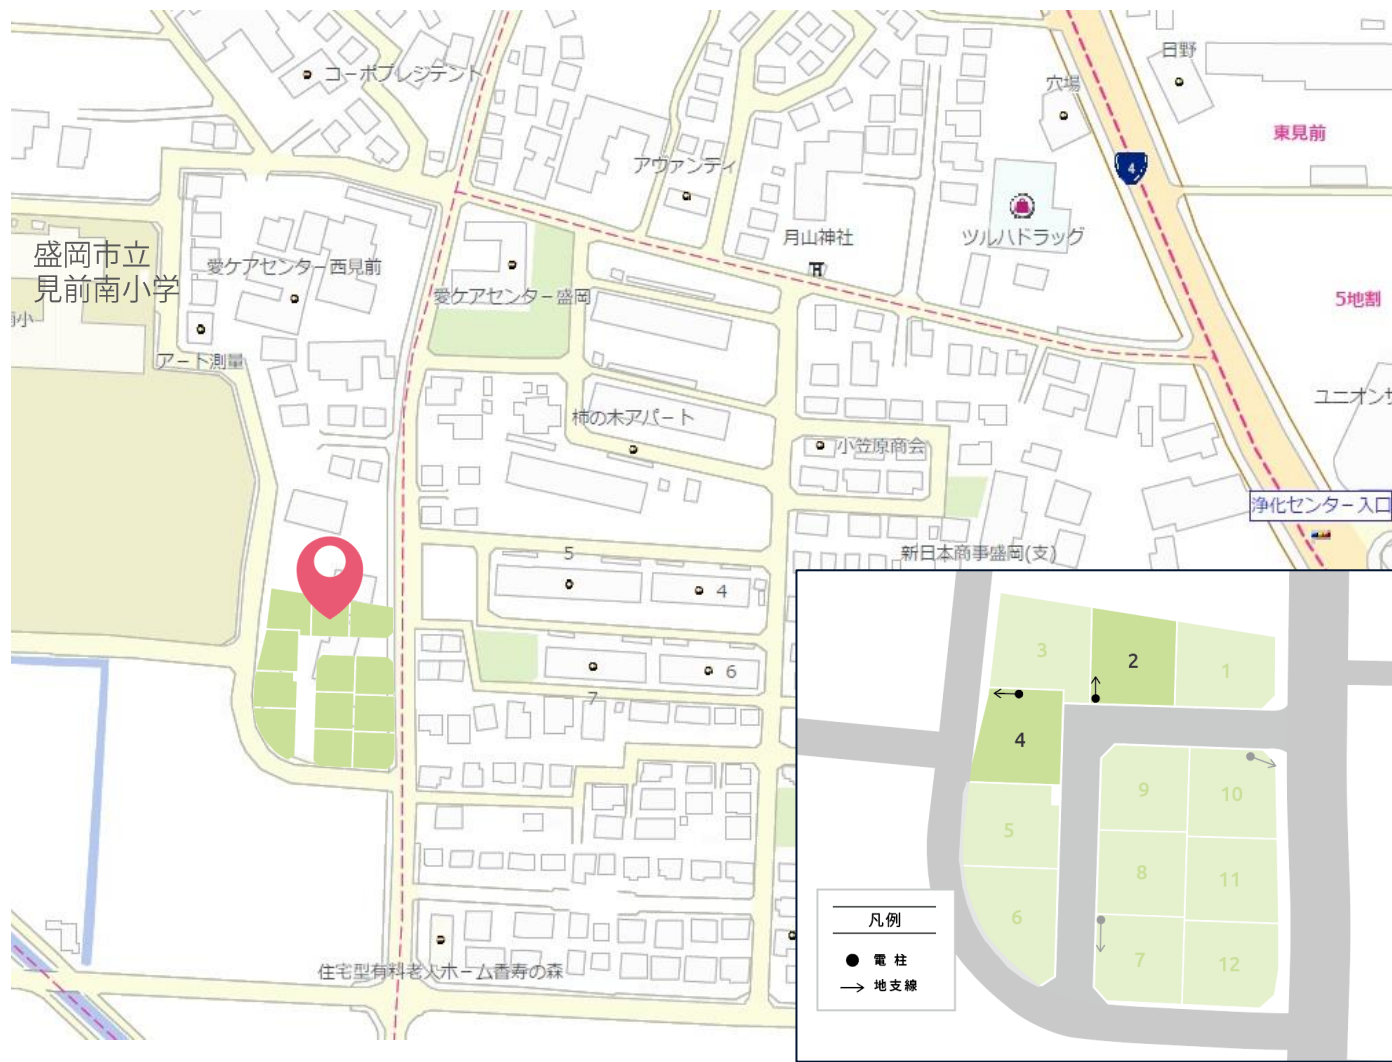 日野
コーポプレジデント
穴場
東見前
アヴァンティ
4
月山神社
ツルハドラッグ
盛岡市立
見前南小学
愛ケアセンター西見前
愛ケアセンター盛岡
5地割
南小
アート測量
ユニオンサ
柿の木アパート
小笠原商会
浄化センター入口
新日本商事盛岡(支)
5
4
6
7
住宅型有料老人ホーム香寿の森
3
2
1
4
9
10
5
8
11
6
7
12
凡例
電柱
地支線